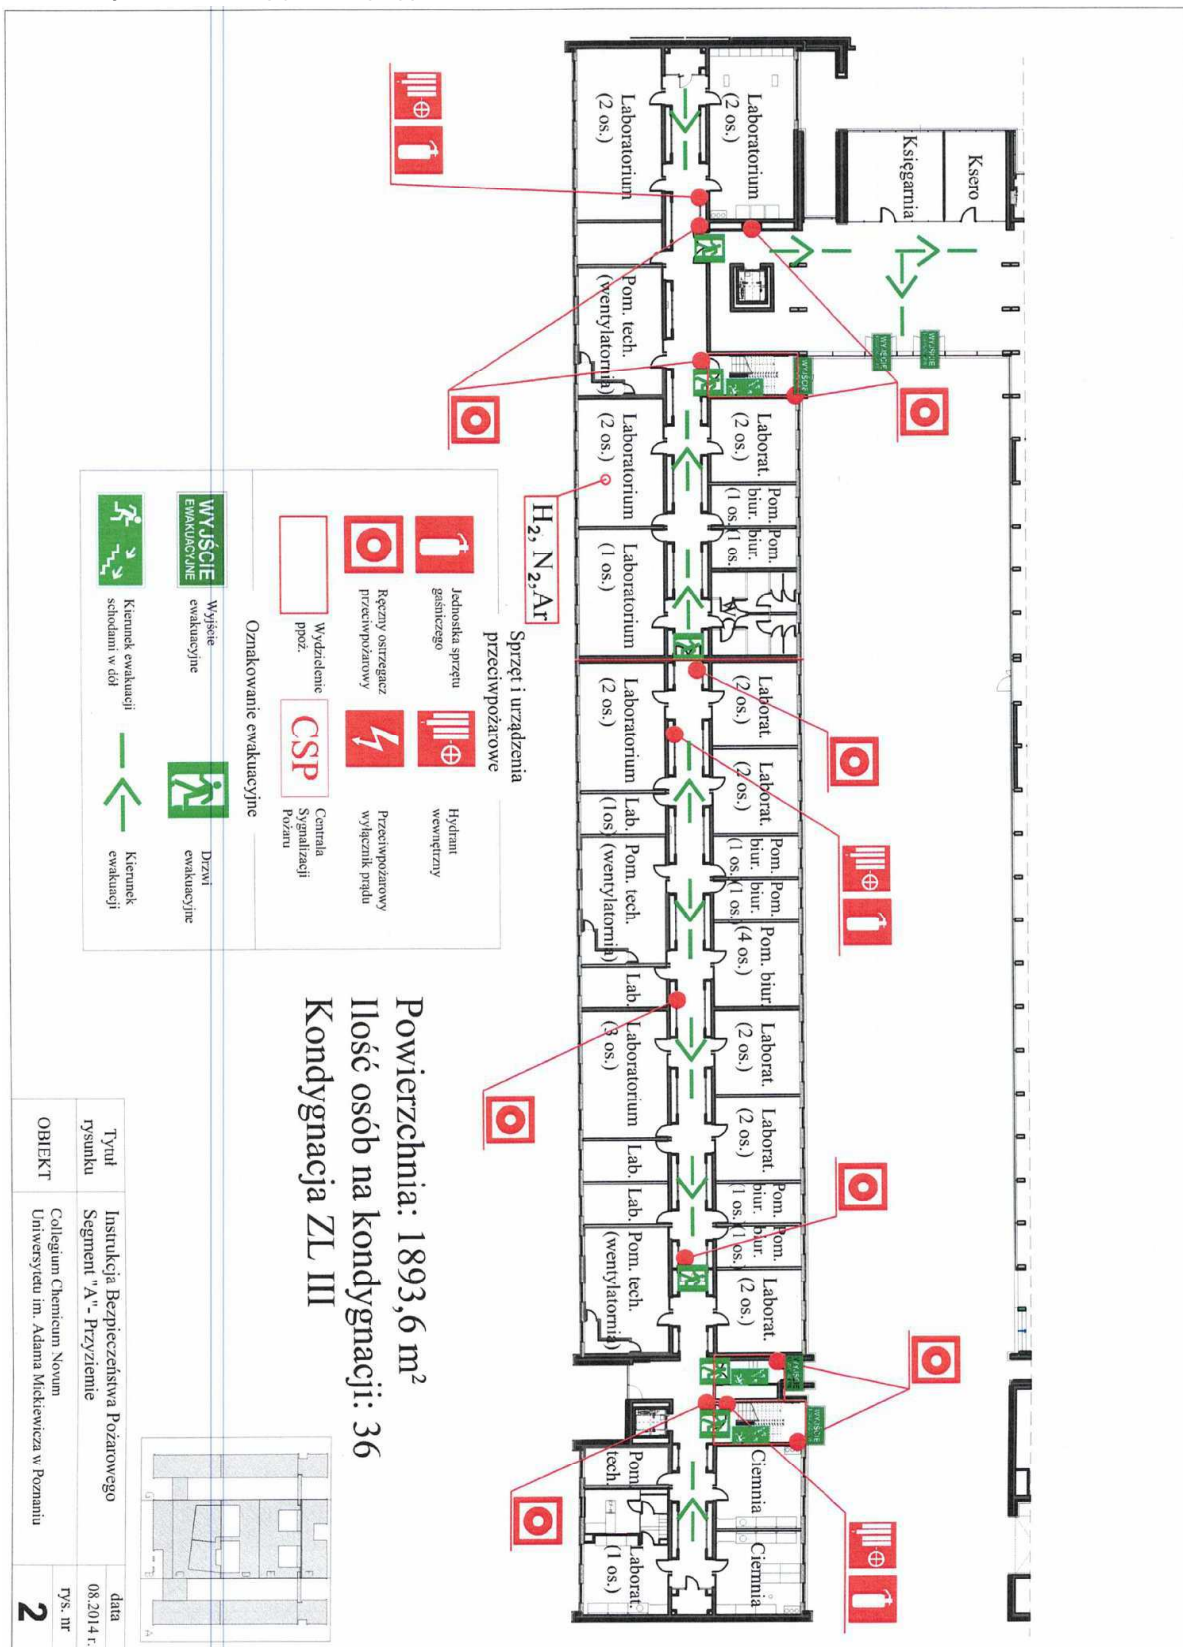 Ksero
Księgarnia
Laboratorium
(2 os.)
Laborat.
(2 os.)
Pom.
biur.
(1 os.)
Pom.
biur.
(1 os.)
Laborat.
(2 os.)
Laborat.
(2 os.)
Pom.
biur.
(1 os.)
Pom.
biur.
(1 os.)
Pom. biur.
(4 os.)
Laborat.
(2 os.)
Laborat.
(2 os.)
Pom.
biur.
(1 os.)
Pom.
biur.
(1 os.)
Laborat.
(2 os.)
Ciemnia
Ciemnia
WYJŚCIE
WYJŚCIE
WYJŚCIE
Laboratorium
(2 os.)
Pom. tech.
(wentylatornia)
Laboratorium
(2 os.)
Laboratorium
(1 os.)
Laboratorium
(2 os.)
Lab.
(1os)
Pom. tech.
(wentylatornia)
Lab.
Laboratorium
(3 os.)
Lab.
Lab.
Pom. tech.
(wentylatornia)
Pom
tech.
Laborat.
(1 os.)
H₂, N₂,Ar
Sprzęt i urządzenia
przeciwpożarowe
Jednostka sprzętu
gaśniczego
Hydrant
wewnętrzny
Ręczny ostrzegacz
przeciwpożarowy
Przeciwpożarowy
wyłącznik prądu
Wydzielenie
ppoż.
CSP
Centrala
Sygnalizacji
Pożaru
Oznakowanie ewakuacyjne
WYJŚCIE
EWAKUACYJNE
Wyjście
ewakuacyjne
Drzwi
ewakuacyjne
Kierunek ewakuacji
schodami w dół
Kierunek
ewakuacji
Powierzchnia: 1893,6 m²
Ilość osób na kondygnacji: 36
Kondygnacja ZL III
Tytuł
rysunku
Instrukcja Bezpieczeństwa Pożarowego
Segment "A"- Przyziemie
data
08.2014 r.
OBIEKT
Collegium Chemicum Novum
Uniwersytetu im. Adama Mickiewicza w Poznaniu
rys. nr
2